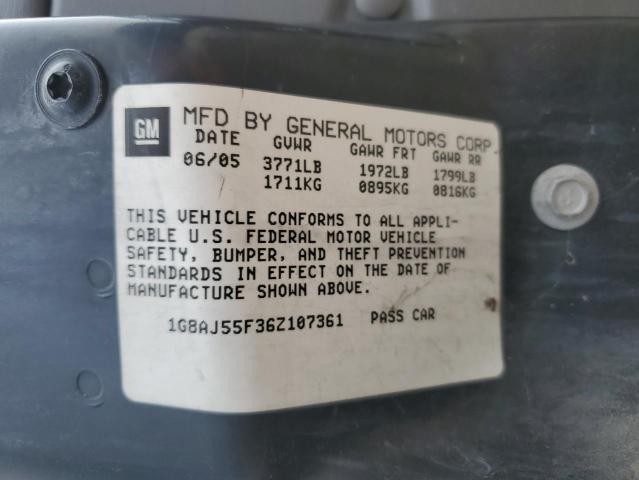 GM MFD BY GENERAL MOTORS CORP
DATE GVWR GAWR FRT GAWR RR
06/05 3771LB 1972LB 1799LB
1711KG 0895KG 0816KG
THIS VEHICLE CONFORMS TO ALL APPLI-
CABLE U.S. FEDERAL MOTOR VEHICLE
SAFETY, BUMPER, AND THEFT PREVENTION
STANDARDS IN EFFECT ON THE DATE OF
MANUFACTURE SHOWN ABOVE.
1G8AJ55F36Z107361 PASS CAR